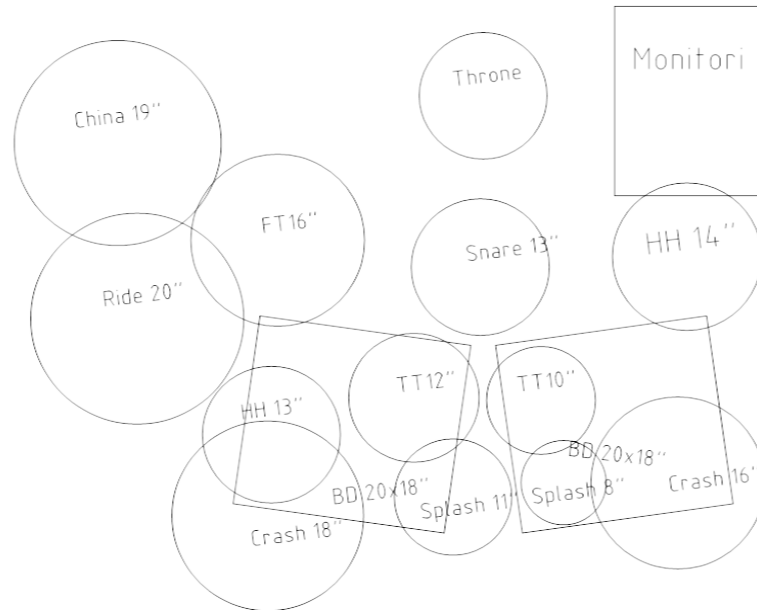 Monitori
Throne
China 19"
FT16"
Snare 13"
HH 14"
Ride 20"
TT12"
TT10"
HH 13"
BD 20x18"
BD 20x18"
Splash 11"
Splash 8"
Crash 16"
Crash 18"